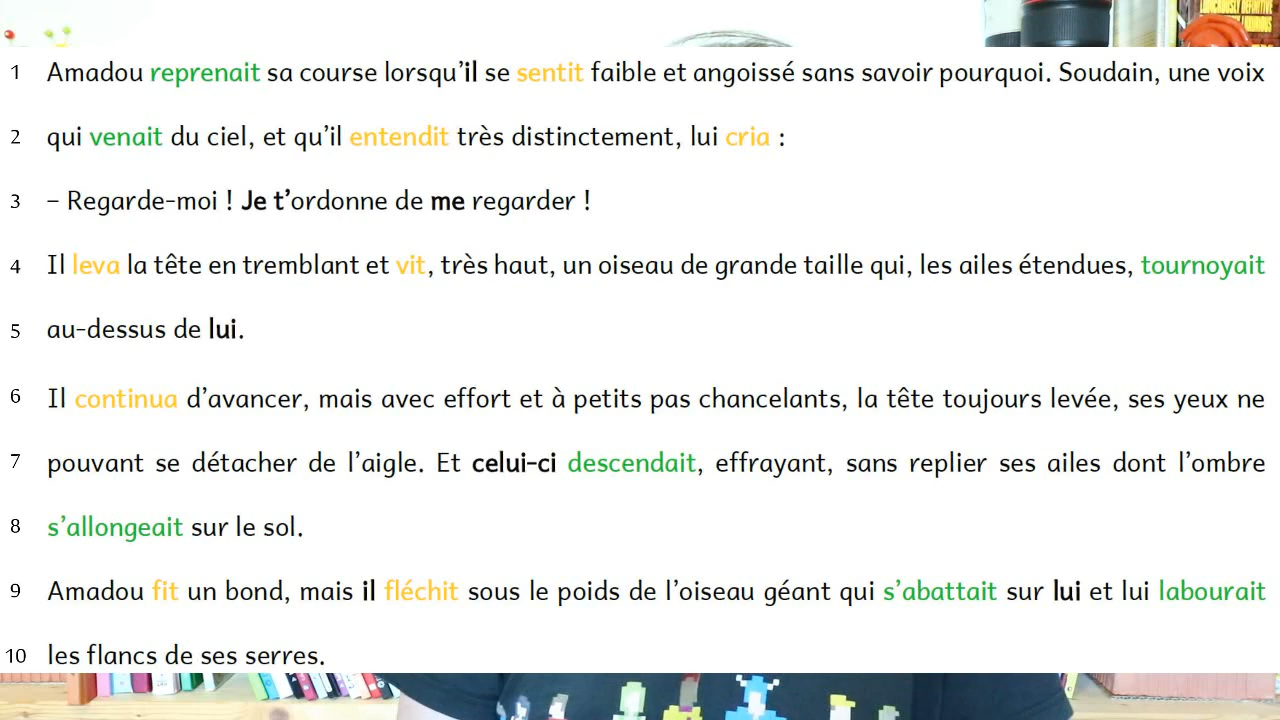 1 Amadou reprenait sa course lorsqu'il se sentit faible et angoissé sans savoir pourquoi. Soudain, une voix
2 qui venait du ciel, et qu'il entendit très distinctement, lui cria :
3 – Regarde-moi ! Je t'ordonne de me regarder !
4 Il leva la tête en tremblant et vit, très haut, un oiseau de grande taille qui, les ailes étendues, tournoyait
5 au-dessus de lui.
6 Il continua d'avancer, mais avec effort et à petits pas chancelants, la tête toujours levée, ses yeux ne
7 pouvant se détacher de l'aigle. Et celui-ci descendait, effrayant, sans replier ses ailes dont l'ombre
8 s'allongeait sur le sol.
9 Amadou fit un bond, mais il fléchit sous le poids de l'oiseau géant qui s'abattait sur lui et lui labourait
10 les flancs de ses serres.